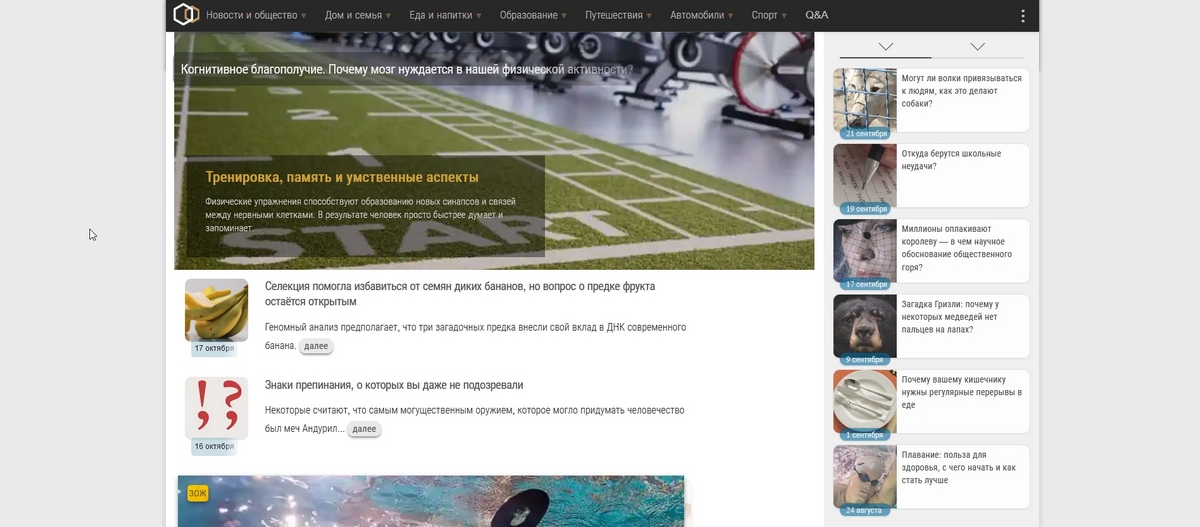 Новости и общество Дом и семья Еда и напитки Образование Путешествия Автомобили Спорт Q&A
Когнитивное благополучие. Почему мозг нуждается в нашей физической активности?
START
Тренировка, память и умственные аспекты
Физические упражнения способствуют образованию новых синапсов и связей
между нервными клетками. В результате человек просто быстрее думает и
запоминает.
Селекция помогла избавиться от семян диких бананов, но вопрос о предке фрукта
остаётся открытым
Геномный анализ предполагает, что три загадочных предка внесли свой вклад в ДНК современного
банана. далее
17 октября
Знаки препинания, о которых вы даже не подозревали
Некоторые считают, что самым могущественным оружием, которое могло придумать человечество
был меч Андурил... далее
16 октября
ЗОЖ
Могут ли волки привязываться
к людям, как это делают
собаки?
21 сентября
Откуда берутся школьные
неудачи?
19 сентября
Миллионы оплакивают
королеву — в чем научное
обоснование общественного
горя?
17 сентября
Загадка Гризли: почему у
некоторых медведей нет
пальцев на лапах?
9 сентября
Почему вашему кишечнику
нужны регулярные перерывы в
еде
1 сентября
Плавание: польза для
здоровья, с чего начать и как
стать лучше
24 августа